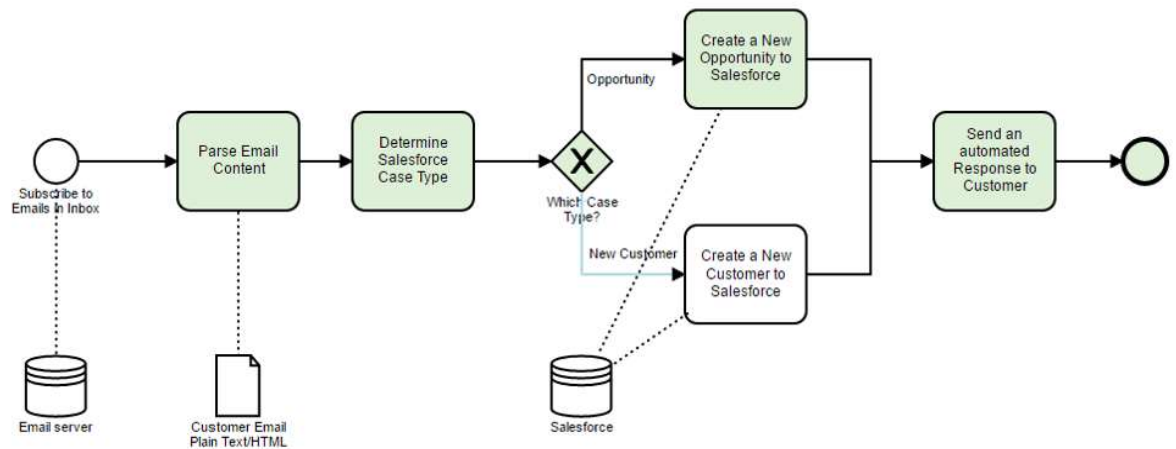 Create a New
Opportunity to
Salesforce
Opportunity
Parse Email
Content
Determine
Salesforce
Case Type
Send an
automated
Response to
Customer
Subscribe to
Emails In Inbox
Which Case
Type?
New Customer
Create a New
Customer to
Salesforce
Email server
Customer Email
Plain Text/HTML
Salesforce